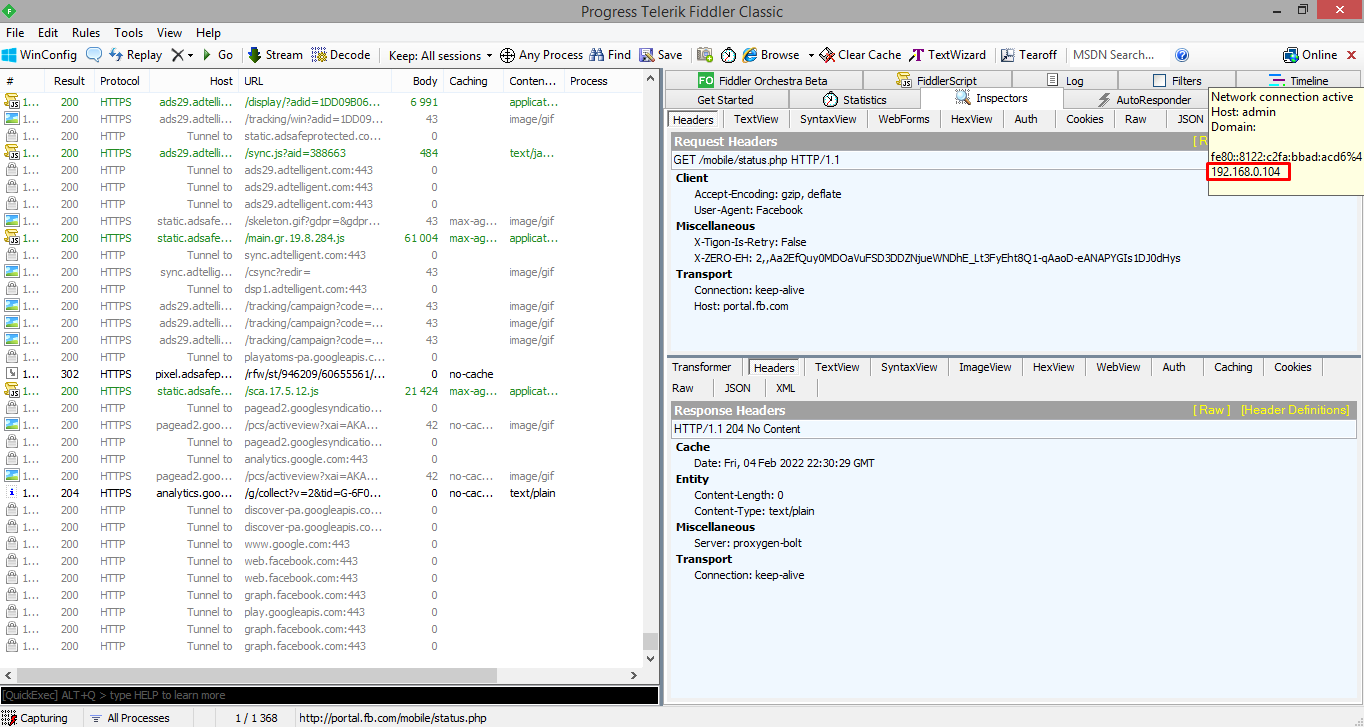 Progress Telerik Fiddler Classic
File Edit Rules Tools View Help
WinConfig Replay Go Stream Decode Keep: All sessions Any Process Find Save Browse Clear Cache TextWizard Tearoff MSDN Search... Online
# Result Protocol Host URL Body Caching Conten... Process
1... 200 HTTPS ads29.adtelli... /display/?adid=1DD09B06... 6 991 applicat...
1... 200 HTTPS ads29.adtelli... /tracking/win?adid=1DD09... 43 image/gif
1... 200 HTTP Tunnel to static.adsafeprotected.co... 0
1... 200 HTTPS ads29.adtelli... /sync.js?aid=388663 484 text/ja...
1... 200 HTTP Tunnel to ads29.adtelligent.com:443 0
1... 200 HTTP Tunnel to ads29.adtelligent.com:443 0
1... 200 HTTP Tunnel to ads29.adtelligent.com:443 0
1... 200 HTTPS static.adsafe... /skeleton.gif?gdpr=&gdpr... 43 max-ag... image/gif
1... 200 HTTPS static.adsafe... /main.gr.19.8.284.js 61 004 max-ag... applicat...
1... 200 HTTP Tunnel to sync.adtelligent.com:443 0
1... 200 HTTPS sync.adtellig... /csync?redir= 43 image/gif
1... 200 HTTP Tunnel to dsp1.adtelligent.com:443 0
1... 200 HTTPS ads29.adtelli... /tracking/campaign?code=... 43 image/gif
1... 200 HTTPS ads29.adtelli... /tracking/campaign?code=... 43 image/gif
1... 200 HTTPS ads29.adtelli... /tracking/campaign?code=... 43 image/gif
1... 200 HTTP Tunnel to playatoms-pa.googleapis.c... 0
1... 302 HTTPS pixel.adsafep... /rfw/st/946209/60655561/... 0 no-cache
1... 200 HTTPS static.adsafe... /sca.17.5.12.js 21 424 max-ag... applicat...
1... 200 HTTP Tunnel to pagead2.googlesyndicatio... 0
1... 200 HTTPS pagead2.goo... /pcs/activeview?xai=AKA... 42 no-cac... image/gif
1... 200 HTTP Tunnel to pagead2.googlesyndicatio... 0
1... 200 HTTP Tunnel to analytics.google.com:443 0
1... 200 HTTPS pagead2.goo... /pcs/activeview?xai=AKA... 42 no-cac... image/gif
1... 204 HTTPS analytics.goo... /g/collect?v=2&tid=G-6F0... 0 no-cac... text/plain
1... 200 HTTP Tunnel to discover-pa.googleapis.co... 0
1... 200 HTTP Tunnel to discover-pa.googleapis.co... 0
1... 200 HTTP Tunnel to www.google.com:443 0
1... 200 HTTP Tunnel to web.facebook.com:443 0
1... 200 HTTP Tunnel to web.facebook.com:443 0
1... 200 HTTP Tunnel to graph.facebook.com:443 0
1... 200 HTTP Tunnel to play.googleapis.com:443 0
1... 200 HTTP Tunnel to graph.facebook.com:443 0
1... 200 HTTP Tunnel to graph.facebook.com:443 0
[QuickExec] ALT+Q > type HELP to learn more
Capturing All Processes 1 / 1 368 http://portal.fb.com/mobile/status.php
FO Fiddler Orchestra Beta FiddlerScript Log Filters Timeline
Get Started Statistics Inspectors AutoResponder
Headers TextView SyntaxView WebForms HexView Auth Cookies Raw JSON
Network connection active
Host: admin
Domain:
fe80::8122:c2fa:bbad:acd6%4
192.168.0.104
Request Headers [ R
GET /mobile/status.php HTTP/1.1
Client
Accept-Encoding: gzip, deflate
User-Agent: Facebook
Miscellaneous
X-Tigon-Is-Retry: False
X-ZERO-EH: 2,,Aa2EfQuy0MDOaVuFSD3DDZNjueWNDhE_Lt3FyEht8Q1-qAaoD-eANAPYGIs1DJ0dHys
Transport
Connection: keep-alive
Host: portal.fb.com
Transformer Headers TextView SyntaxView ImageView HexView WebView Auth Caching Cookies
Raw JSON XML
Response Headers [ Raw ] [Header Definitions]
HTTP/1.1 204 No Content
Cache
Date: Fri, 04 Feb 2022 22:30:29 GMT
Entity
Content-Length: 0
Content-Type: text/plain
Miscellaneous
Server: proxygen-bolt
Transport
Connection: keep-alive